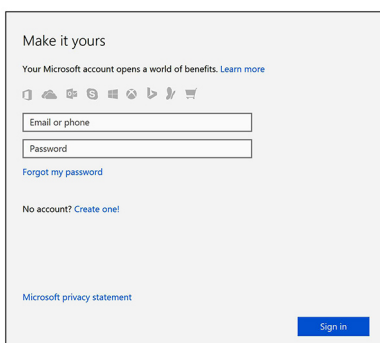 Make it yours
Your Microsoft account opens a world of benefits. Learn more
Email or phone
Password
Forgot my password
No account? Create one!
Microsoft privacy statement
Sign in